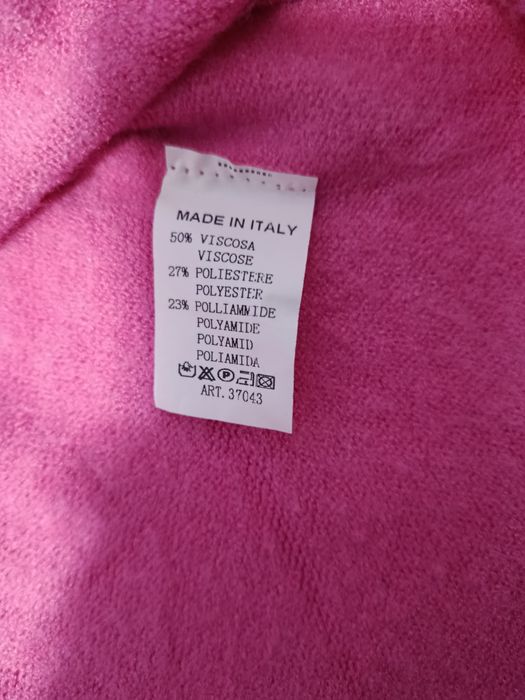 MADE IN ITALY
50% VISCOSA
VISCOSE
27% POLIESTERE
POLYESTER
23% POLLIAMMIDE
POLYAMIDE
POLYAMID
POLIAMIDA
P
ART. 37043